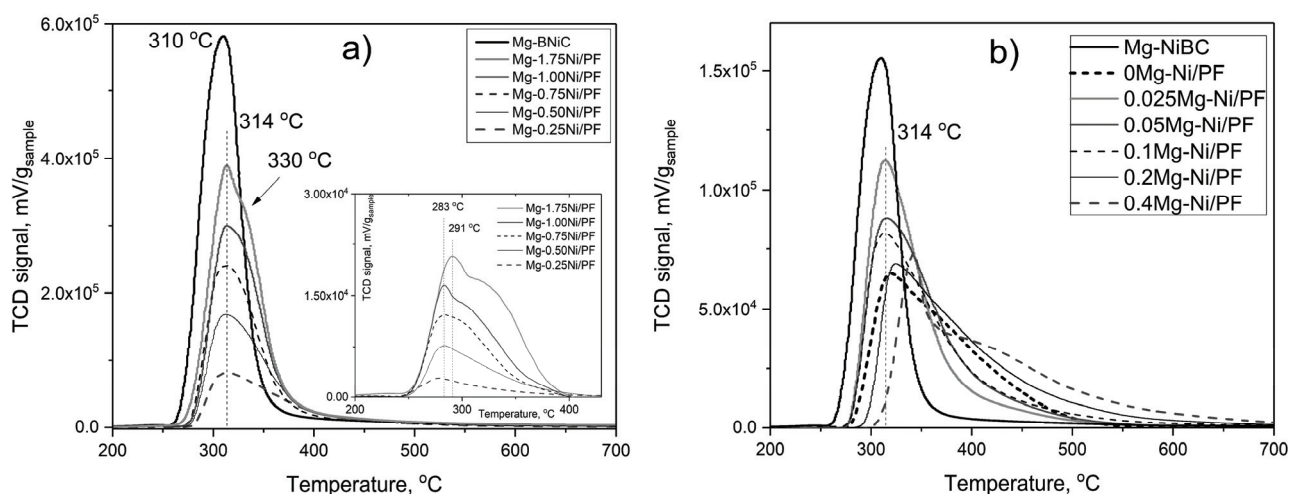 a)
6.0x10⁵
4.0x10⁵
2.0x10⁵
0.0
TCD signal, mV/g_sample
310 °C
314 °C
330 °C
Mg-BNiC
Mg-1.75Ni/PF
Mg-1.00Ni/PF
Mg-0.75Ni/PF
Mg-0.50Ni/PF
Mg-0.25Ni/PF
3.00x10⁴
1.50x10⁴
0.00
TCD signal, mV/g_sample
283 °C
291 °C
Mg-1.75Ni/PF
Mg-1.00Ni/PF
Mg-0.75Ni/PF
Mg-0.50Ni/PF
Mg-0.25Ni/PF
200 300 400
Temperature, °C
200 300 400 500 600 700
Temperature, °C
b)
1.5x10⁵
1.0x10⁵
5.0x10⁴
0.0
TCD signal, mV/g_sample
314 °C
Mg-NiBC
0Mg-Ni/PF
0.025Mg-Ni/PF
0.05Mg-Ni/PF
0.1Mg-Ni/PF
0.2Mg-Ni/PF
0.4Mg-Ni/PF
200 300 400 500 600 700
Temperature, °C